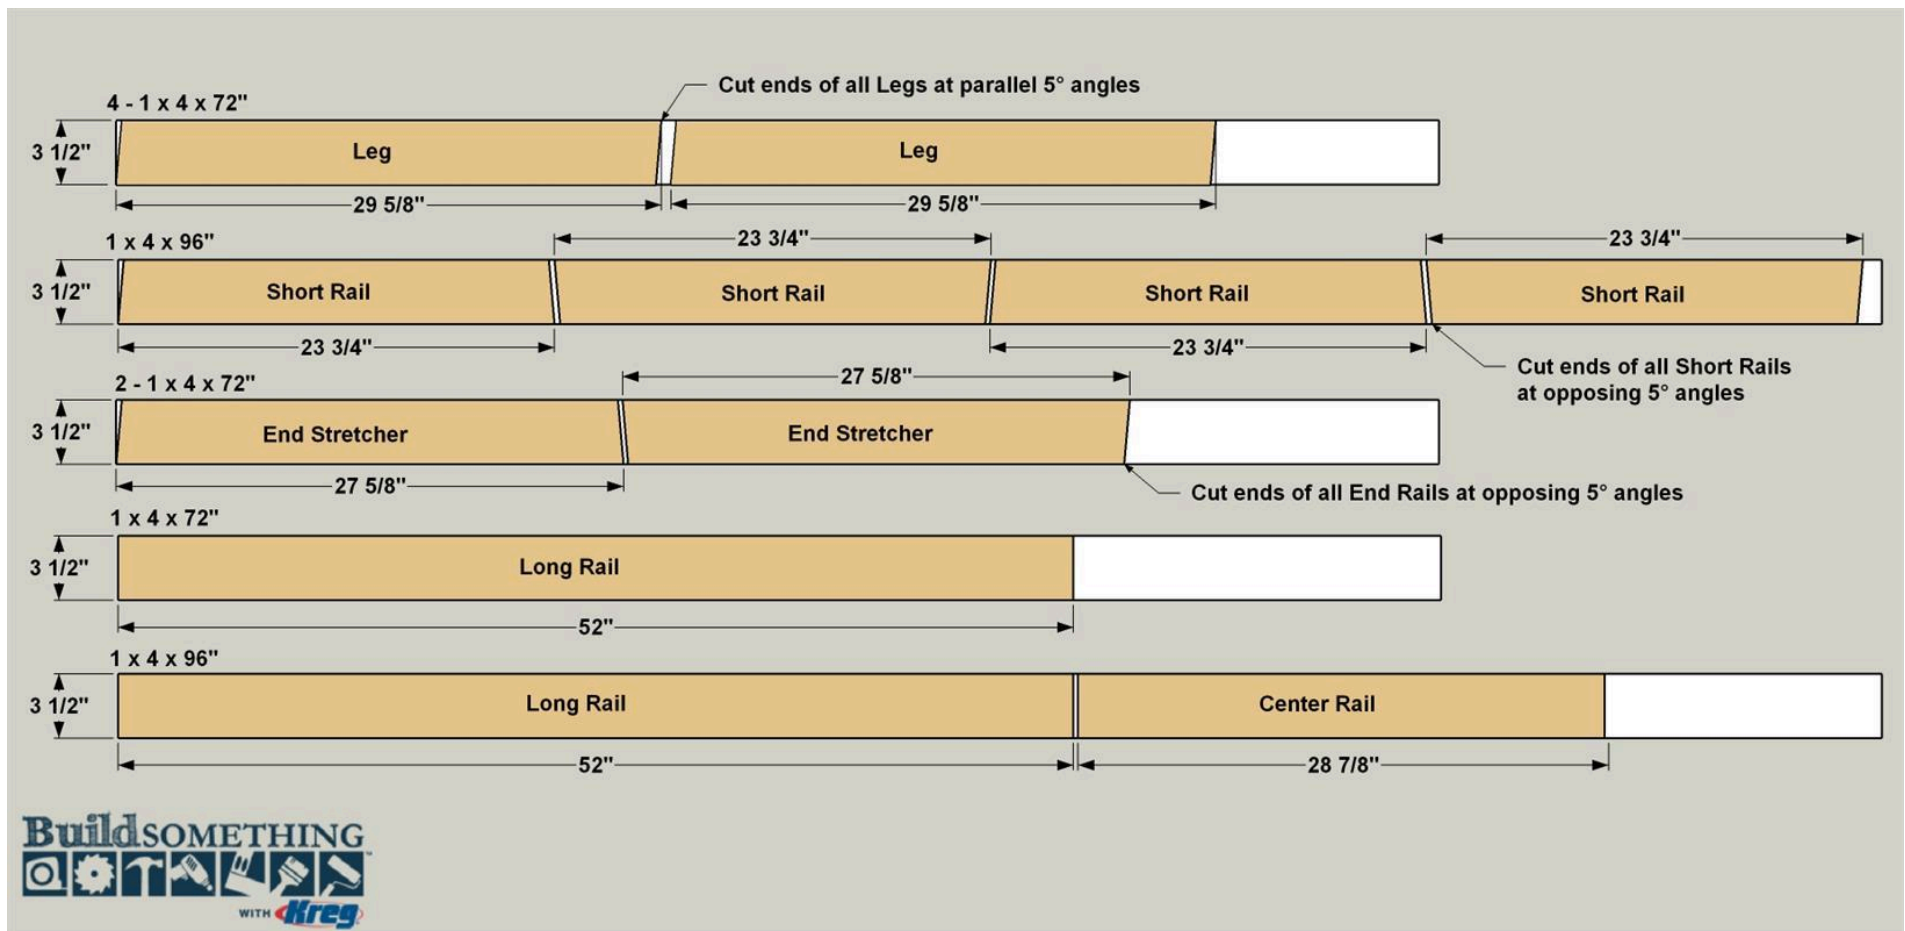 Cut ends of all Legs at parallel 5° angles
4 - 1 x 4 x 72"
3 1/2"
Leg
Leg
29 5/8"
29 5/8"
1 x 4 x 96"
23 3/4"
23 3/4"
3 1/2"
Short Rail
Short Rail
Short Rail
Short Rail
23 3/4"
23 3/4"
Cut ends of all Short Rails
at opposing 5° angles
2 - 1 x 4 x 72"
27 5/8"
3 1/2"
End Stretcher
End Stretcher
27 5/8"
Cut ends of all End Rails at opposing 5° angles
1 x 4 x 72"
3 1/2"
Long Rail
52"
1 x 4 x 96"
3 1/2"
Long Rail
Center Rail
52"
28 7/8"
BuildSOMETHING™
WITH Kreg